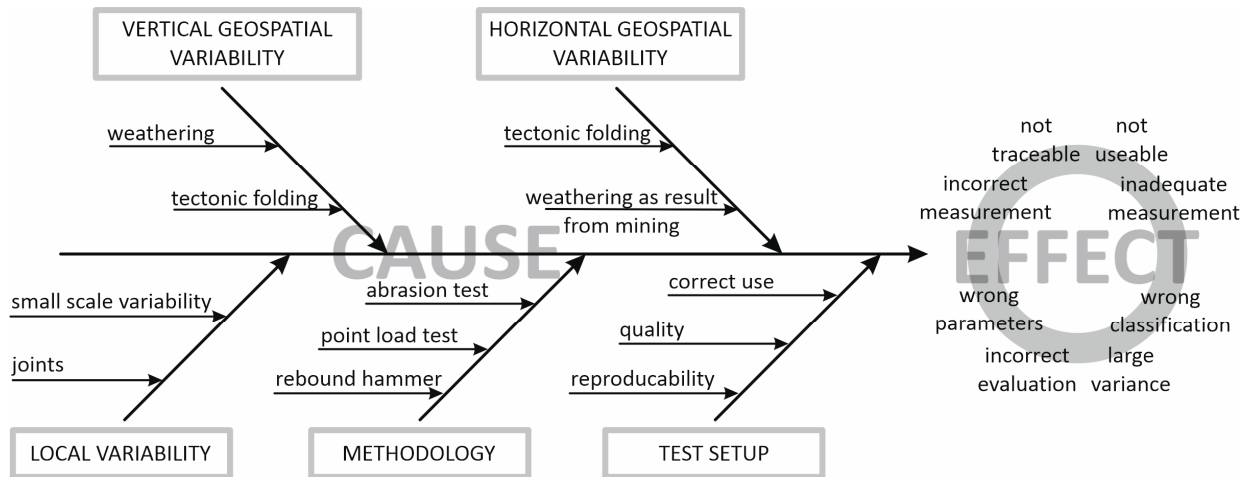 VERTICAL GEOSPATIAL
VARIABILITY
HORIZONTAL GEOSPATIAL
VARIABILITY
weathering
tectonic folding
tectonic folding
weathering as result
from mining
CAUSE
small scale variability
joints
abrasion test
point load test
rebound hammer
correct use
quality
reproducability
LOCAL VARIABILITY
METHODOLOGY
TEST SETUP
not
traceable
not
useable
incorrect
measurement
inadequate
measurement
EFFECT
wrong
parameters
wrong
classification
incorrect
evaluation
large
variance